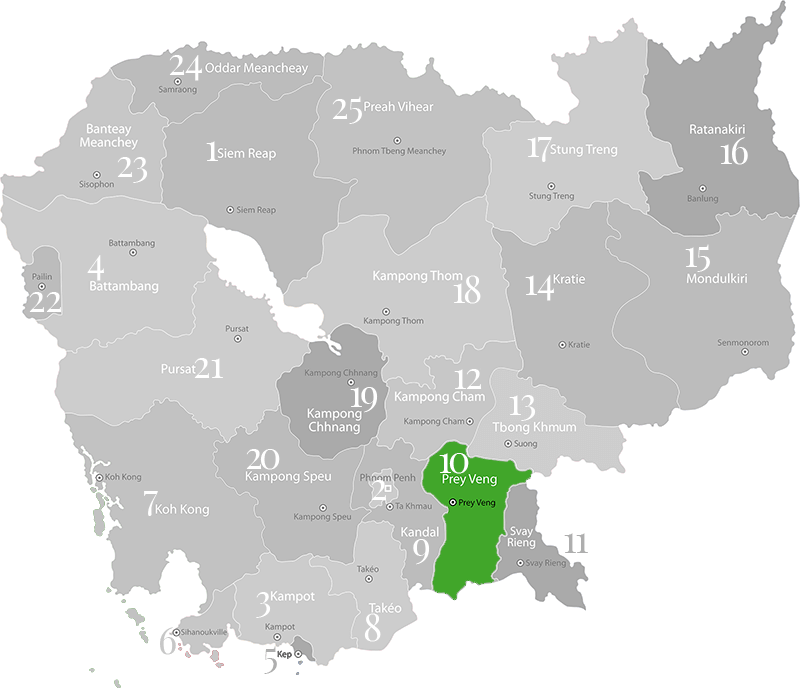 24 Oddar Meancheay
Samraong
25 Preah Vihear
Phnom Tbeng Meanchey
Banteay
Meanchey
23
Sisophon
1 Siem Reap
Siem Reap
17 Stung Treng
Stung Treng
Ratanakiri
16
Banlung
Battambang
4
Battambang
Pailin
22
Kampong Thom
18
Kampong Thom
14 Kratie
Kratie
15
Mondulkiri
Senmonorom
Pursat
Pursat 21
Kampong Chhnang
19
Kampong
Chhnang
12
Kampong Cham
Kampong Cham
13
Tbong Khmum
Suong
20
Kampong Speu
Kampong Speu
Phnom Penh
2
Ta Khmau
10
Prey Veng
Prey Veng
Koh Kong
7 Koh Kong
Kandal
9
Svay
Rieng
11
Svay Rieng
Takéo
Takéo
8
3 Kampot
Kampot
6 Sihanoukville
5 Kep